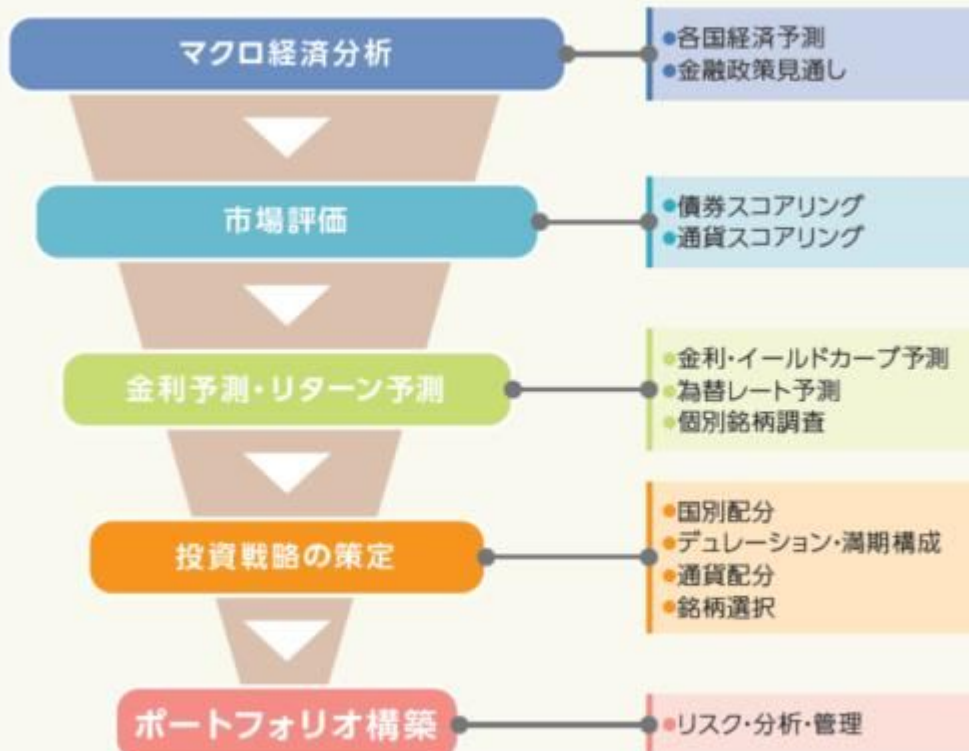 マクロ経済分析
●各国経済予測
●金融政策見通し
市場評価
●債券スコアリング
●通貨スコアリング
金利予測・リターン予測
●金利・イールドカーブ予測
●為替レート予測
●個別銘柄調査
投資戦略の策定
●国別配分
●デュレーション・満期構成
●通貨配分
●銘柄選択
ポートフォリオ構築
●リスク・分析・管理